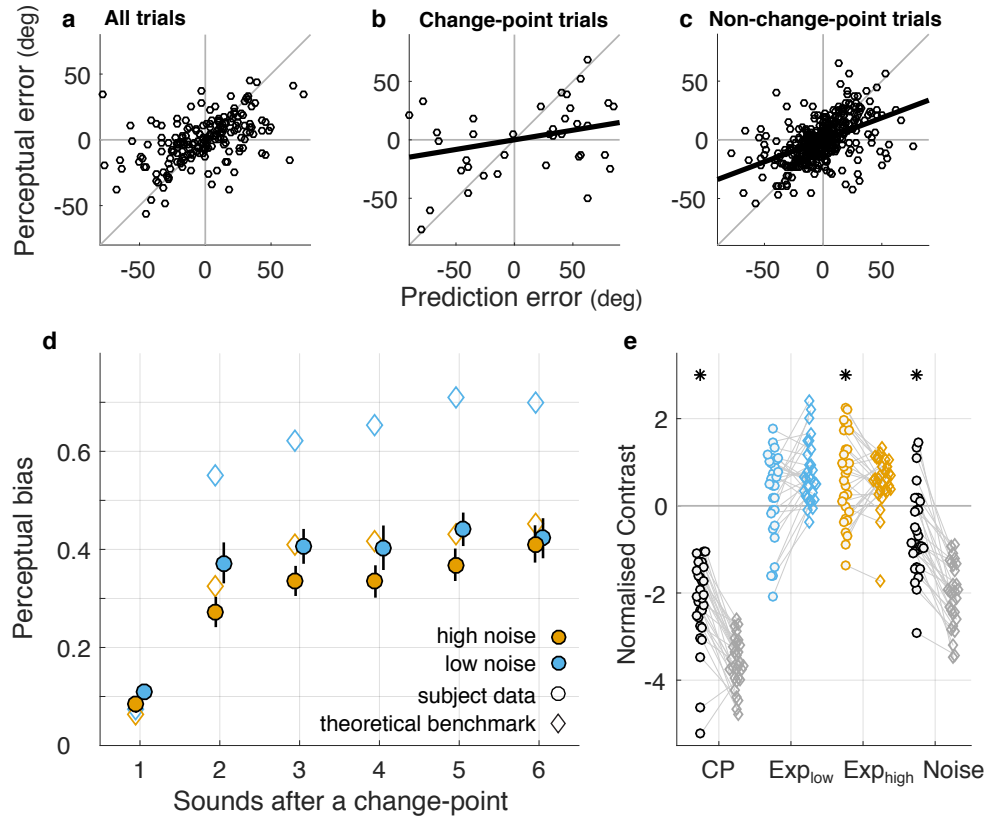 a All trials
b Change-point trials
c Non-change-point trials
Perceptual error (deg)
50
0
-50
50
0
-50
50
0
-50
-50 0 50
-50 0 50
-50 0 50
Prediction error (deg)
d
Perceptual bias
0.6
0.4
0.2
0
high noise
low noise
subject data
theoretical benchmark
1 2 3 4 5 6
Sounds after a change-point
e
* * *
Normalised Contrast
2
0
-2
-4
CP Exp_low Exp_high Noise